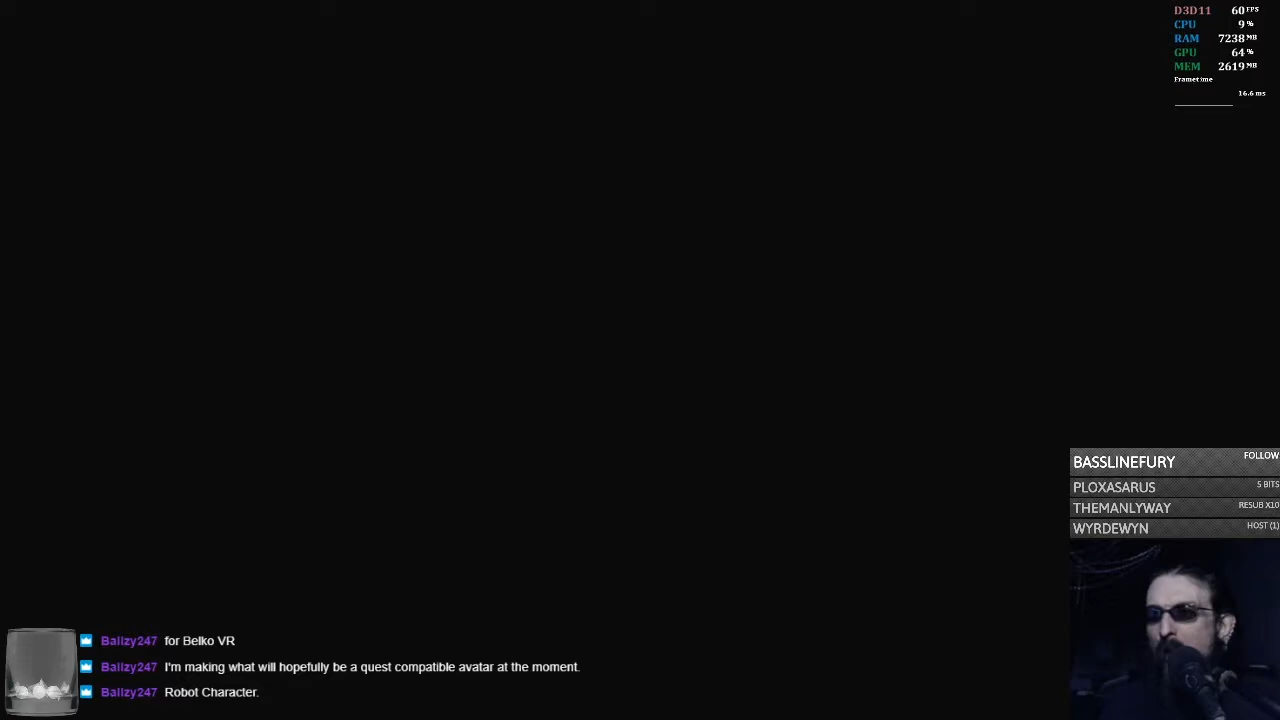 D3D11 60 FPS
CPU 9 %
RAM 7238 MB
GPU 64 %
MEM 2619 MB
Frametime
16.6 ms
BASSLINEFURY FOLLOW
PLOXASARUS 5 BITS
THEMANLYWAY RESUB X10
WYRDEWYN HOST (1)
Ballzy247 for Belko VR
Ballzy247 I'm making what will hopefully be a quest compatible avatar at the moment.
Ballzy247 Robot Character.